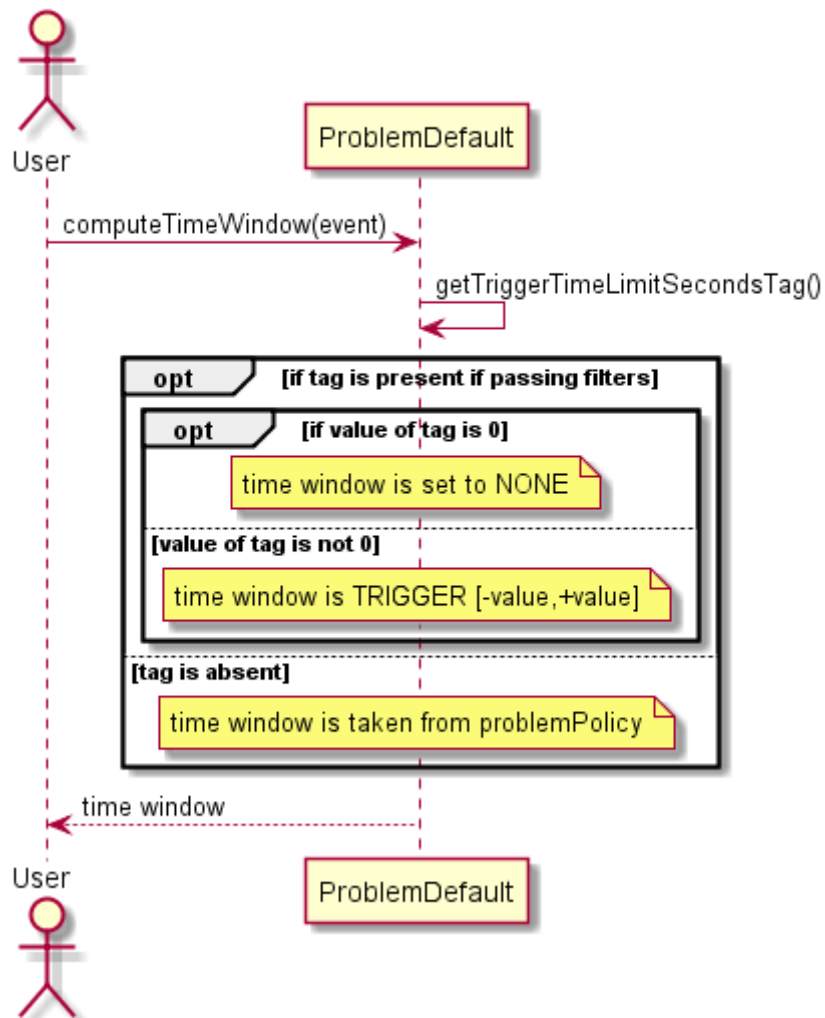 User
ProblemDefault
computeTimeWindow(event)
getTriggerTimeLimitSecondsTag()
opt [if tag is present if passing filters]
opt [if value of tag is 0]
time window is set to NONE
[value of tag is not 0]
time window is TRIGGER [-value,+value]
[tag is absent]
time window is taken from problemPolicy
time window
User
ProblemDefault